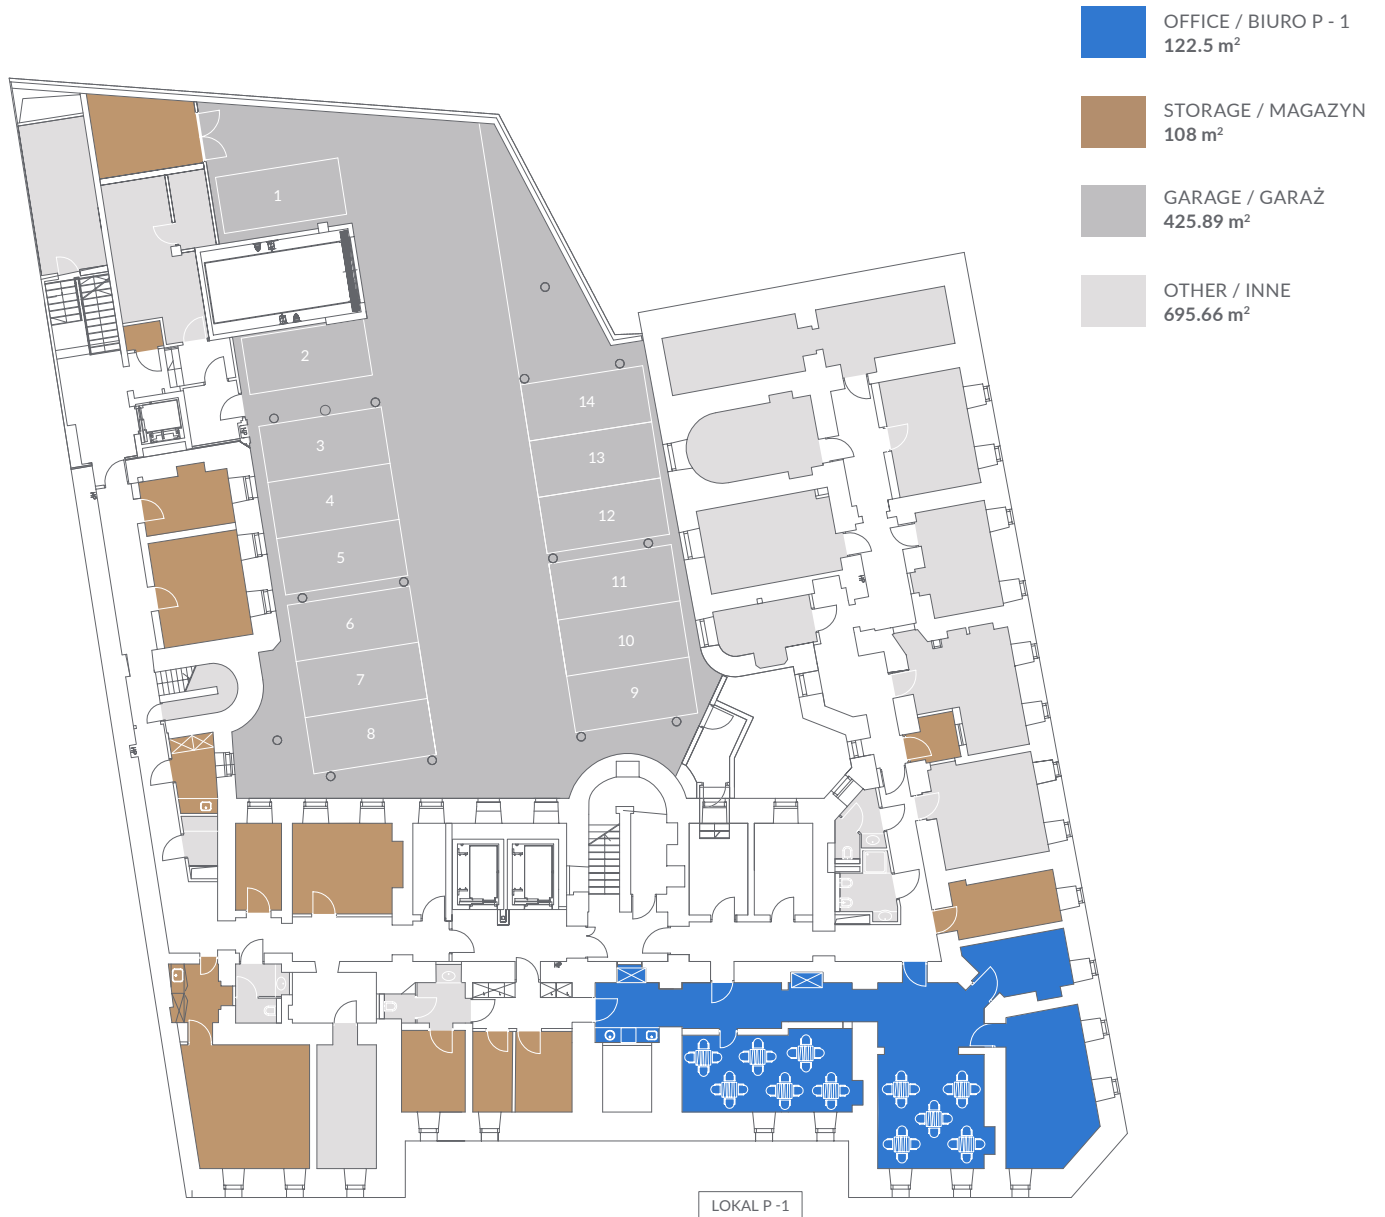 OFFICE / BIURO P - 1
122.5 m²
STORAGE / MAGAZYN
108 m²
GARAGE / GARAŻ
425.89 m²
OTHER / INNE
695.66 m²
1
2
3
4
5
6
7
8
14
13
12
11
10
9
LOKAL P -1